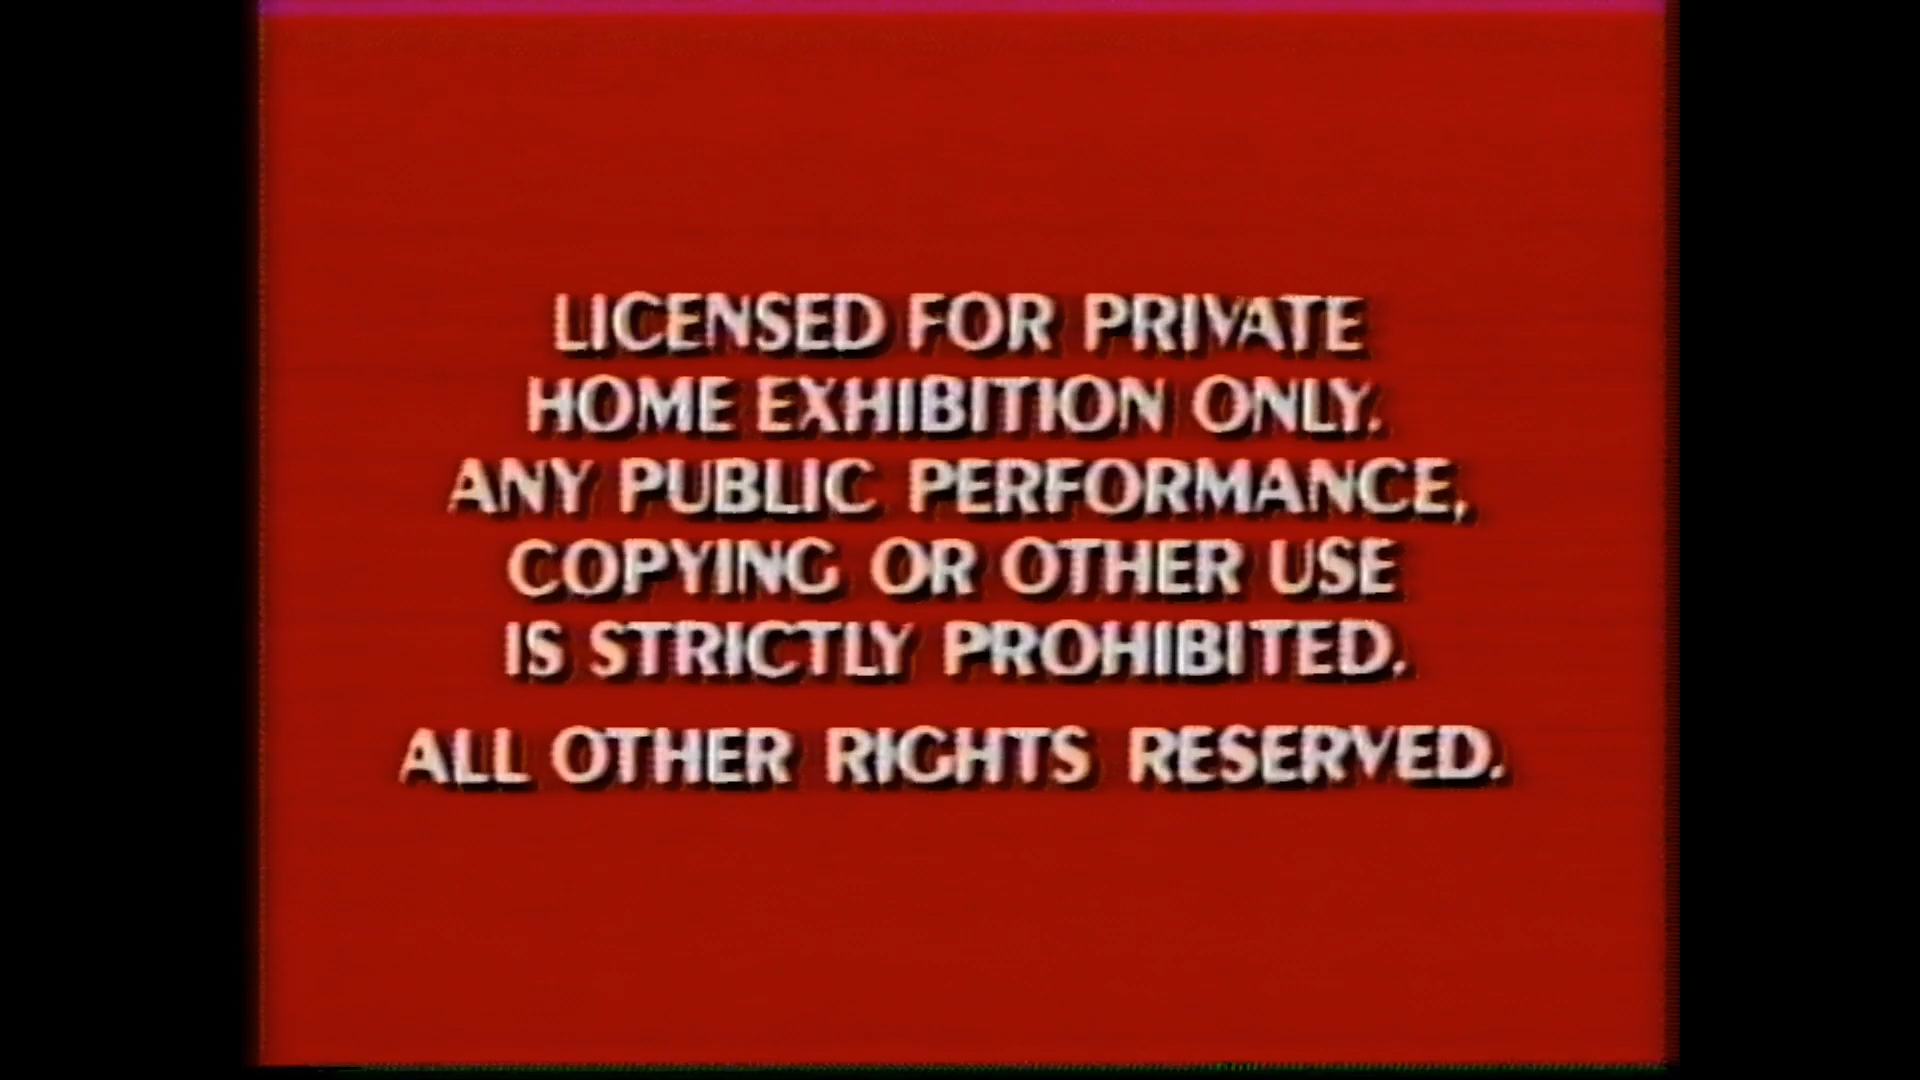 LICENSED FOR PRIVATE
HOME EXHIBITION ONLY.
ANY PUBLIC PERFORMANCE,
COPYING OR OTHER USE
IS STRICTLY PROHIBITED.
ALL OTHER RIGHTS RESERVED.